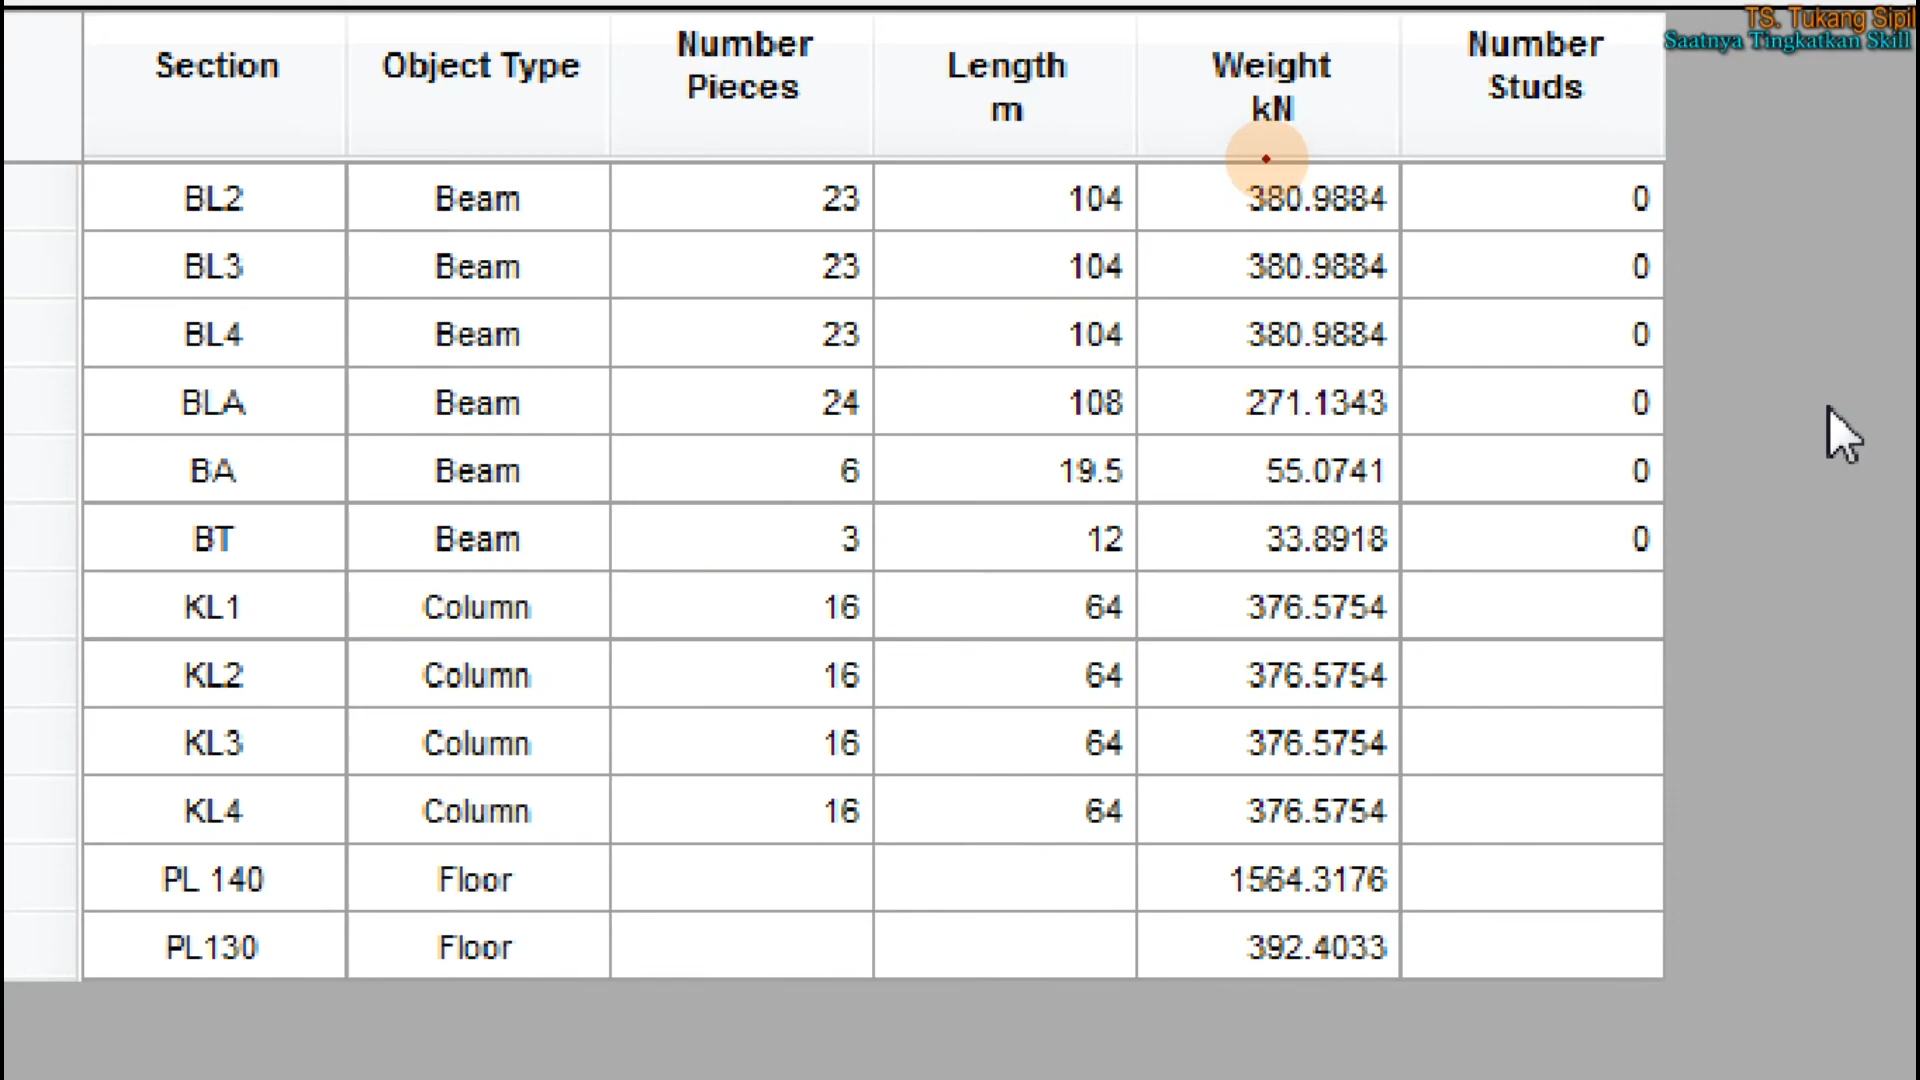 TS. Tukang Sipil
Saatnya Tingkatkan Skill
Section Object Type Number Pieces Length m Weight kN Number Studs
BL2 Beam 23 104 380.9884 0
BL3 Beam 23 104 380.9884 0
BL4 Beam 23 104 380.9884 0
BLA Beam 24 108 271.1343 0
BA Beam 6 19.5 55.0741 0
BT Beam 3 12 33.8918 0
KL1 Column 16 64 376.5754
KL2 Column 16 64 376.5754
KL3 Column 16 64 376.5754
KL4 Column 16 64 376.5754
PL 140 Floor 1564.3176
PL130 Floor 392.4033